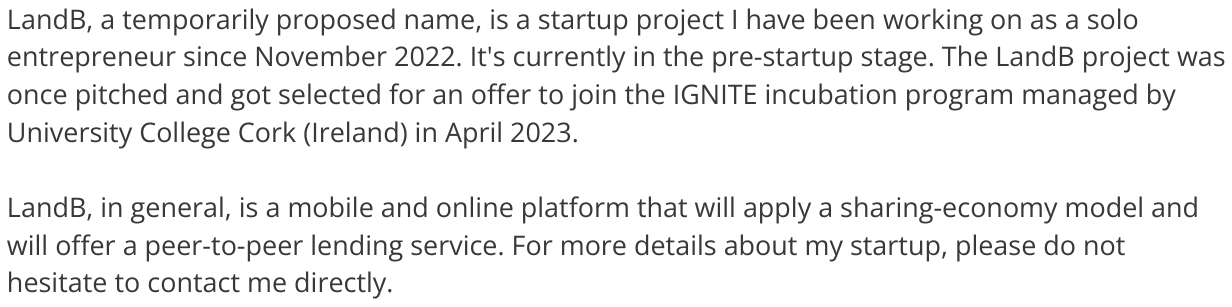 LandB, a temporarily proposed name, is a startup project I have been working on as a solo
entrepreneur since November 2022. It's currently in the pre-startup stage. The LandB project was
once pitched and got selected for an offer to join the IGNITE incubation program managed by
University College Cork (Ireland) in April 2023.
LandB, in general, is a mobile and online platform that will apply a sharing-economy model and
will offer a peer-to-peer lending service. For more details about my startup, please do not
hesitate to contact me directly.